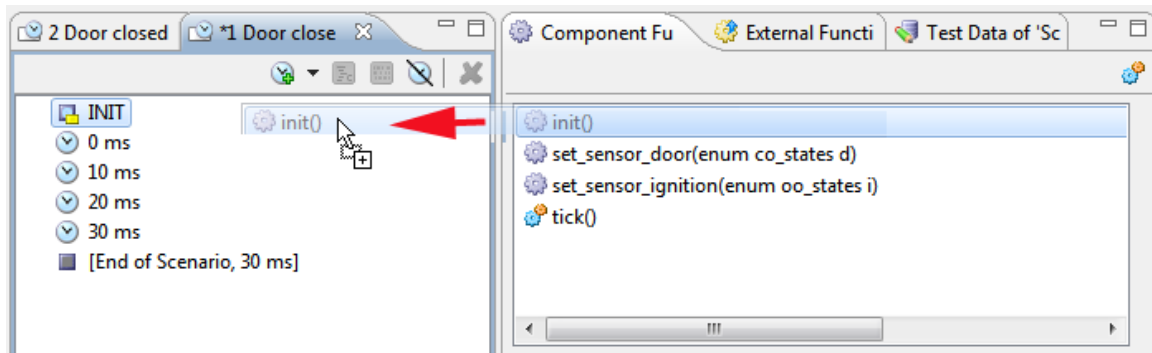 2 Door closed
*1 Door close
Component Fu
External Functi
Test Data of 'Sc
INIT
init()
0 ms
10 ms
20 ms
30 ms
[End of Scenario, 30 ms]
init()
set_sensor_door(enum co_states d)
set_sensor_ignition(enum oo_states i)
tick()